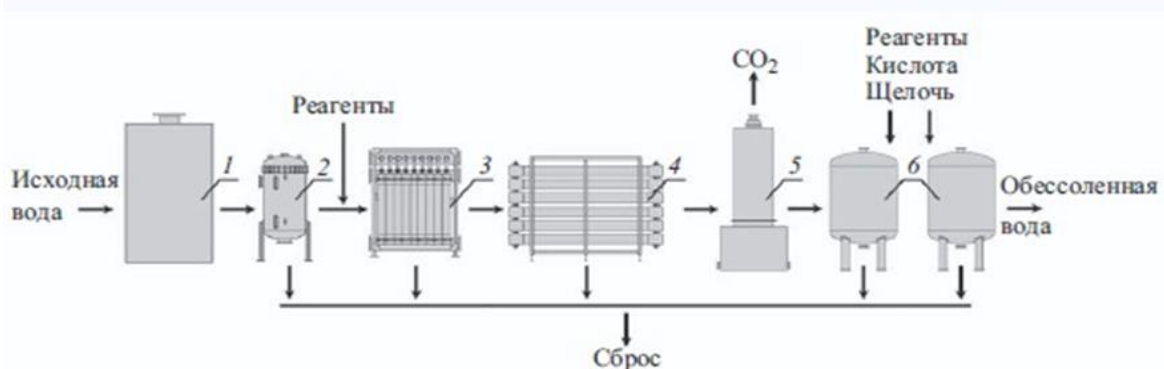 Исходная
вода
1
2
Реагенты
3
4
CO₂
5
Реагенты
Кислота
Щелочь
6
Обессоленная
вода
Сброс